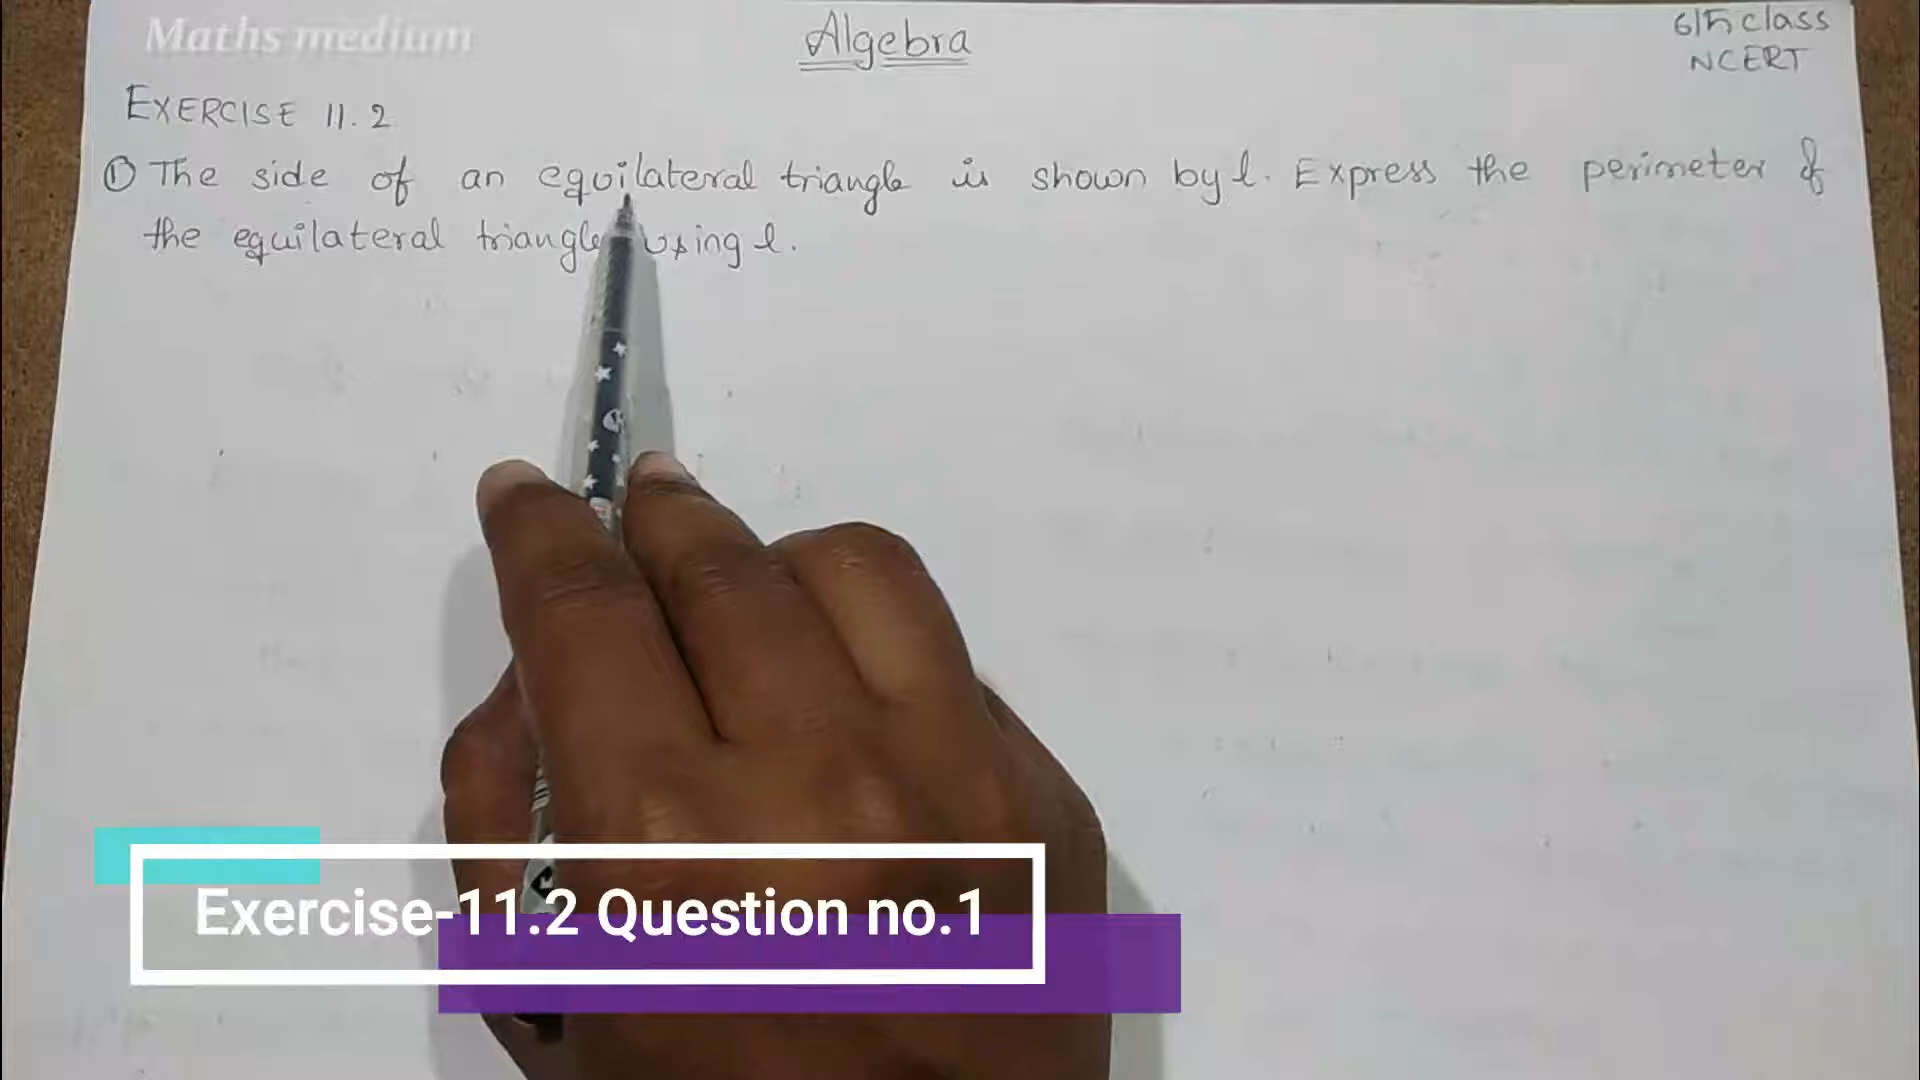 Maths medium
Algebra
6th class
NCERT
EXERCISE 11.2
① The side of an equilateral triangle is shown by l. Express the perimeter of
the equilateral triangle using l.
Exercise-11.2 Question no.1